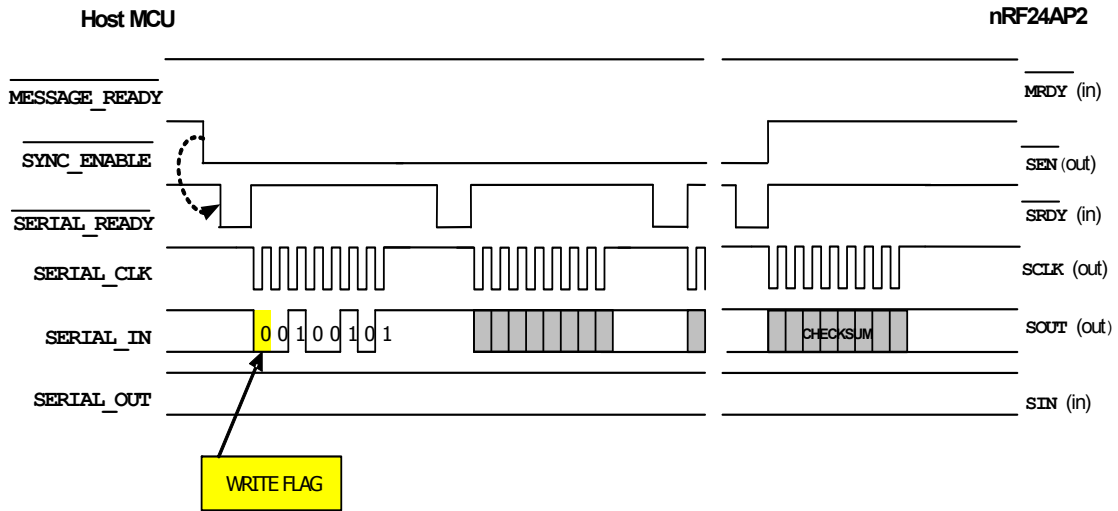 Host MCU nRF24AP2
MESSAGE_READY MRDY (in)
SYNC_ENABLE SEN (out)
SERIAL_READY SRDY (in)
SERIAL_CLK SCLK (out)
SERIAL_IN 0 0 1 0 0 1 0 1 CHECKSUM SOUT (out)
SERIAL_OUT SIN (in)
WRITE FLAG